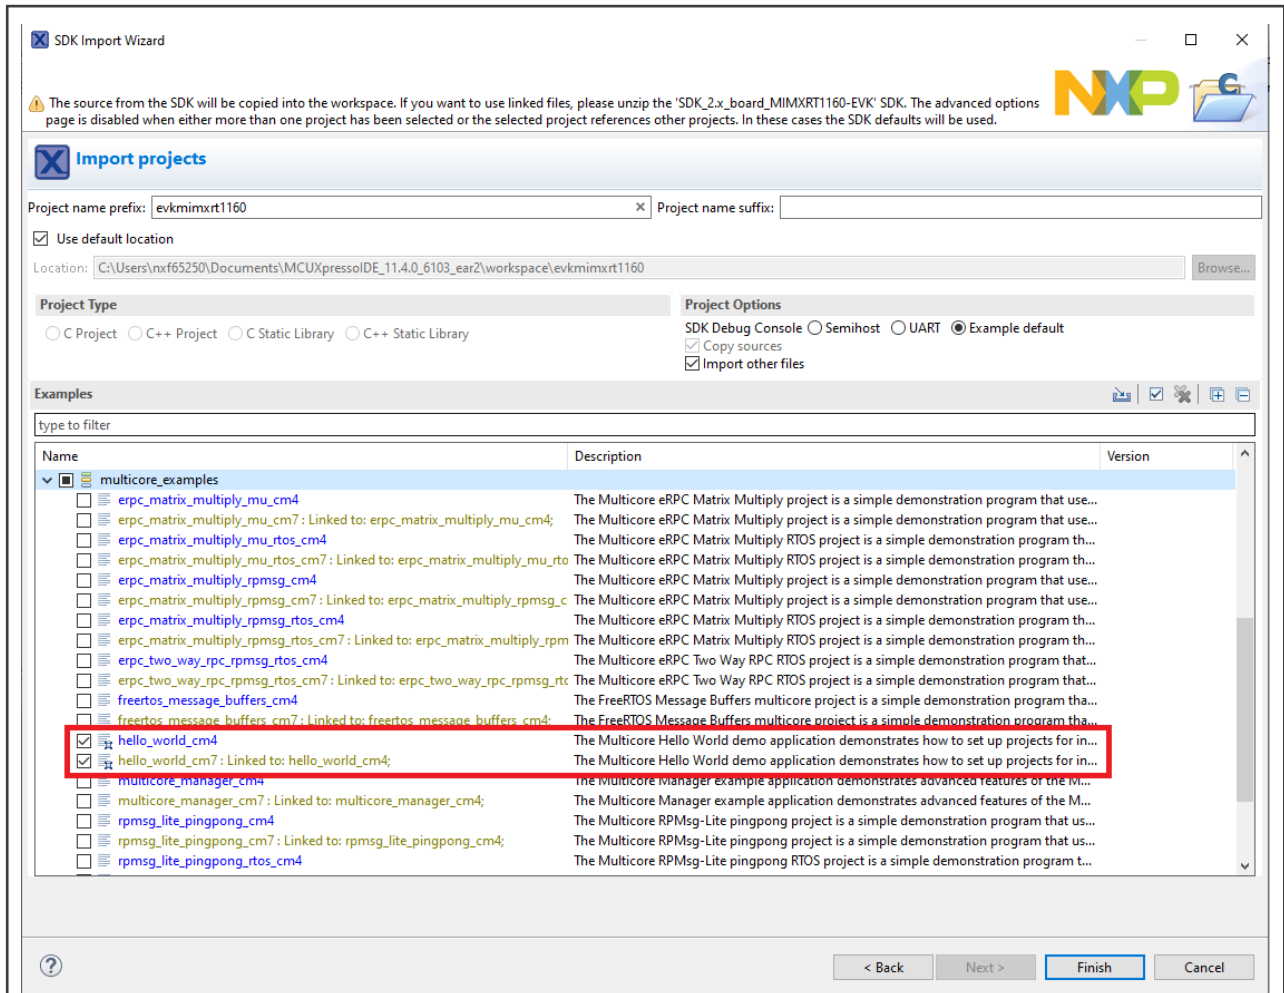 SDK Import Wizard
NXP
The source from the SDK will be copied into the workspace. If you want to use linked files, please unzip the 'SDK_2.x_board_MIMXRT1160-EVK' SDK. The advanced options
page is disabled when either more than one project has been selected or the selected project references other projects. In these cases the SDK defaults will be used.
Import projects
Project name prefix: evkmimxrt1160 Project name suffix:
Use default location
Location: C:\Users\nxf65250\Documents\MCUXpressoIDE_11.4.0_6103_ear2\workspace\evkmimxrt1160 Browse...
Project Type Project Options
C Project C++ Project C Static Library C++ Static Library SDK Debug Console Semihost UART Example default
Copy sources
Import other files
Examples
type to filter
Name Description Version
multicore_examples
erpc_matrix_multiply_mu_cm4 The Multicore eRPC Matrix Multiply project is a simple demonstration program that use...
erpc_matrix_multiply_mu_cm7 : Linked to: erpc_matrix_multiply_mu_cm4; The Multicore eRPC Matrix Multiply project is a simple demonstration program that use...
erpc_matrix_multiply_mu_rtos_cm4 The Multicore eRPC Matrix Multiply RTOS project is a simple demonstration program th...
erpc_matrix_multiply_mu_rtos_cm7 : Linked to: erpc_matrix_multiply_mu_rto The Multicore eRPC Matrix Multiply RTOS project is a simple demonstration program th...
erpc_matrix_multiply_rpmsg_cm4 The Multicore eRPC Matrix Multiply project is a simple demonstration program that use...
erpc_matrix_multiply_rpmsg_cm7 : Linked to: erpc_matrix_multiply_rpmsg_c The Multicore eRPC Matrix Multiply project is a simple demonstration program that use...
erpc_matrix_multiply_rpmsg_rtos_cm4 The Multicore eRPC Matrix Multiply RTOS project is a simple demonstration program th...
erpc_matrix_multiply_rpmsg_rtos_cm7 : Linked to: erpc_matrix_multiply_rpm The Multicore eRPC Matrix Multiply RTOS project is a simple demonstration program th...
erpc_two_way_rpc_rpmsg_rtos_cm4 The Multicore eRPC Two Way RPC RTOS project is a simple demonstration program that...
erpc_two_way_rpc_rpmsg_rtos_cm7 : Linked to: erpc_two_way_rpc_rpmsg_rtc The Multicore eRPC Two Way RPC RTOS project is a simple demonstration program that...
freertos_message_buffers_cm4 The FreeRTOS Message Buffers multicore project is a simple demonstration program tha...
freertos_message_buffers_cm7 : Linked to: freertos_message_buffers_cm4; The FreeRTOS Message Buffers multicore project is a simple demonstration program tha...
hello_world_cm4 The Multicore Hello World demo application demonstrates how to set up projects for in...
hello_world_cm7 : Linked to: hello_world_cm4; The Multicore Hello World demo application demonstrates how to set up projects for in...
multicore_manager_cm4 The Multicore Manager example application demonstrates advanced features of the M...
multicore_manager_cm7 : Linked to: multicore_manager_cm4; The Multicore Manager example application demonstrates advanced features of the M...
rpmsg_lite_pingpong_cm4 The Multicore RPMsg-Lite pingpong project is a simple demonstration program that us...
rpmsg_lite_pingpong_cm7 : Linked to: rpmsg_lite_pingpong_cm4; The Multicore RPMsg-Lite pingpong project is a simple demonstration program that us...
rpmsg_lite_pingpong_rtos_cm4 The Multicore RPMsg-Lite pingpong RTOS project is a simple demonstration program t...
< Back Next > Finish Cancel